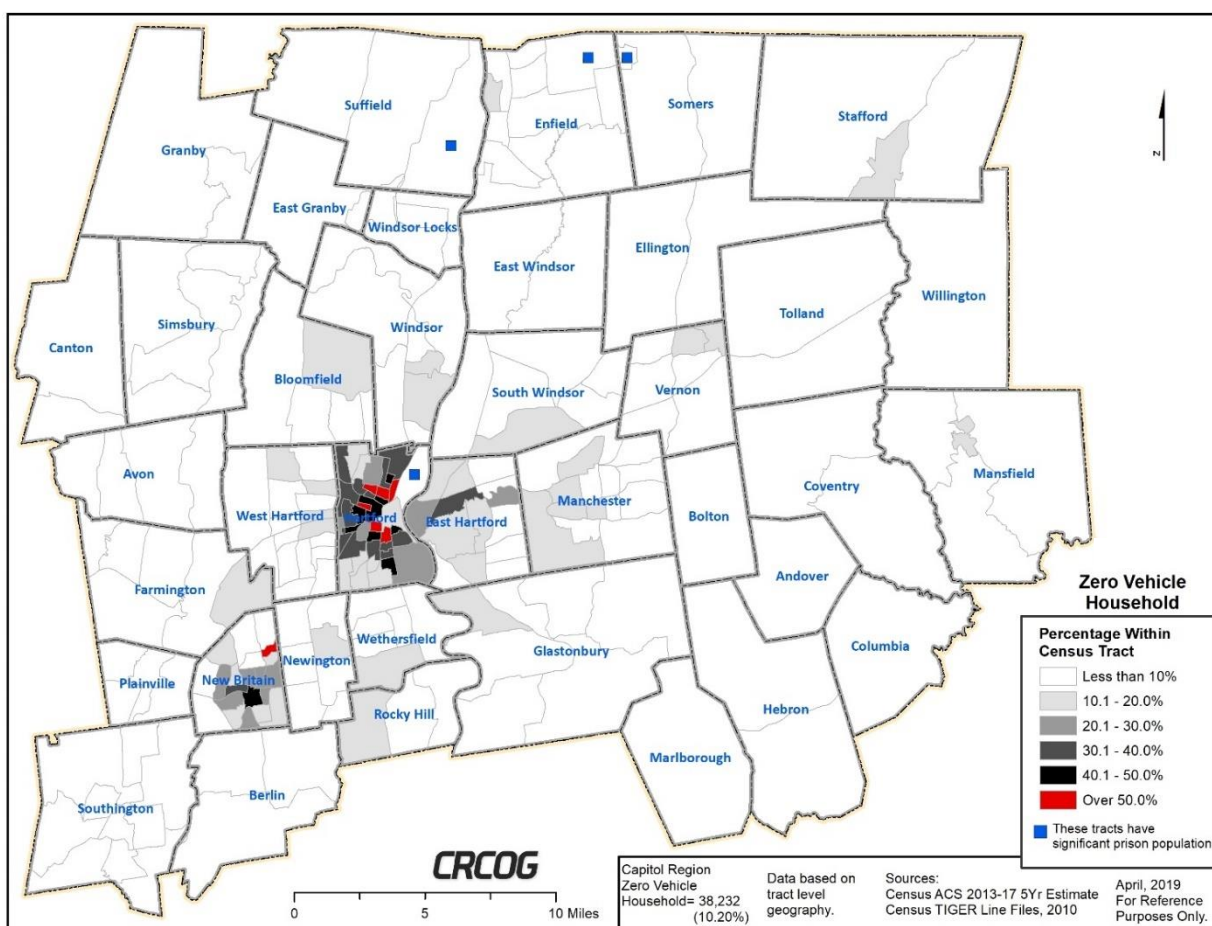 Suffield
Enfield
Somers
Stafford
Granby
East Granby
Windsor Locks
East Windsor
Ellington
Willington
Tolland
Simsbury
Windsor
Canton
Bloomfield
South Windsor
Vernon
Avon
Mansfield
Coventry
Manchester
West Hartford
Hartford
East Hartford
Bolton
Andover
Farmington
Wethersfield
Newington
Glastonbury
Columbia
Plainville
New Britain
Rocky Hill
Hebron
Marlborough
Berlin
Southington
Z
Zero Vehicle
Household
Percentage Within
Census Tract
Less than 10%
10.1 - 20.0%
20.1 - 30.0%
30.1 - 40.0%
40.1 - 50.0%
Over 50.0%
These tracts have
significant prison population
CRCOG
0 5 10 Miles
Capitol Region
Zero Vehicle
Household= 38,232
(10.20%)
Data based on
tract level
geography.
Sources:
Census ACS 2013-17 5Yr Estimate
Census TIGER Line Files, 2010
April, 2019
For Reference
Purposes Only.